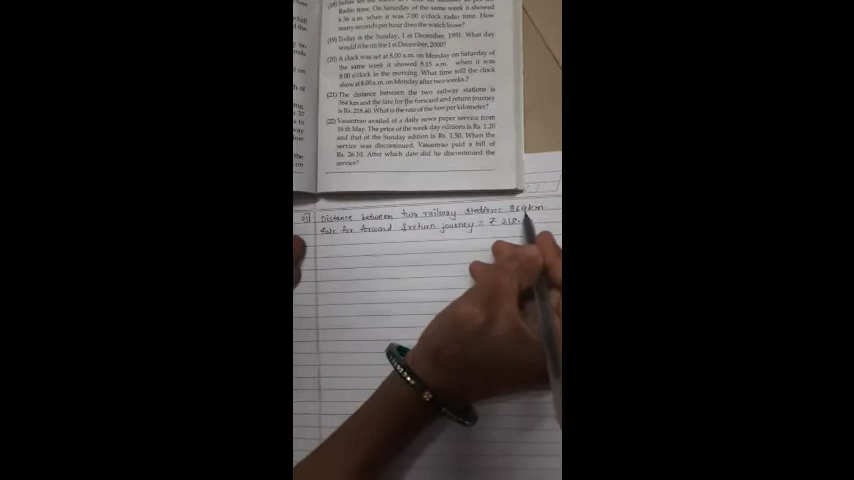 Radio time. On Saturday of the same week it showed
6.36 a.m. when it was 7.00 o'clock radio time. How
many seconds per hour does the watch loose?
(19) Today is the Sunday, 1 st December, 1991. What day
would it be on the 1 st December, 2000?
(20) A clock was set at 8.00 a.m. on Monday on Saturday of
the same week it showed 8.15 a.m. when it was
8.00 o'clock in the morning. What time will the clock
show at 8.00 a.m. on Monday after two weeks?
(21) The distance between the two railway stations is
364 km and the fare for the forward and return journey
is Rs. 218.40. What is the rate of the fare per kilometer?
(22) Vasantrao availed of a daily news paper service from
16 th May. The price of the week day editions is Rs. 1.20
and that of the Sunday edition is Rs. 1.50. When the
service was discontinued. Vasantrao paid a bill of
Rs. 26.10. After which date did he discontinued the
service?
21] Distance between two railway station = 364km
fair for forward & return journey = ₹ 218.